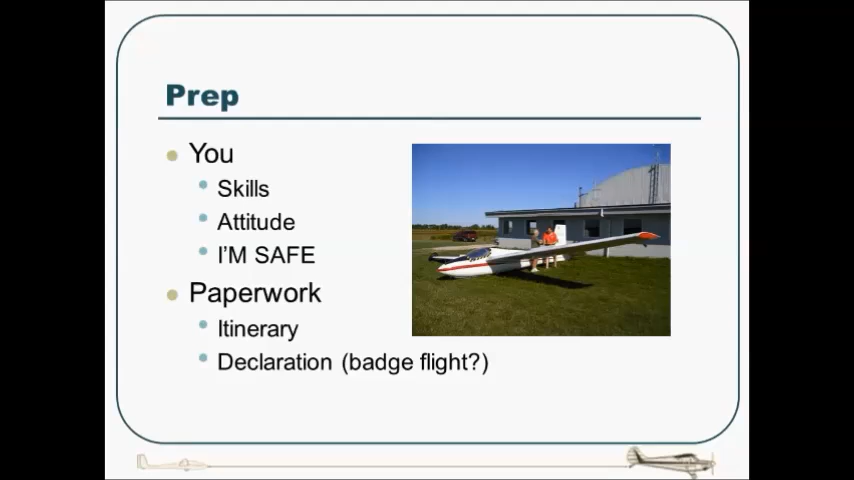 Prep
You
Skills
Attitude
I'M SAFE
Paperwork
Itinerary
Declaration (badge flight?)